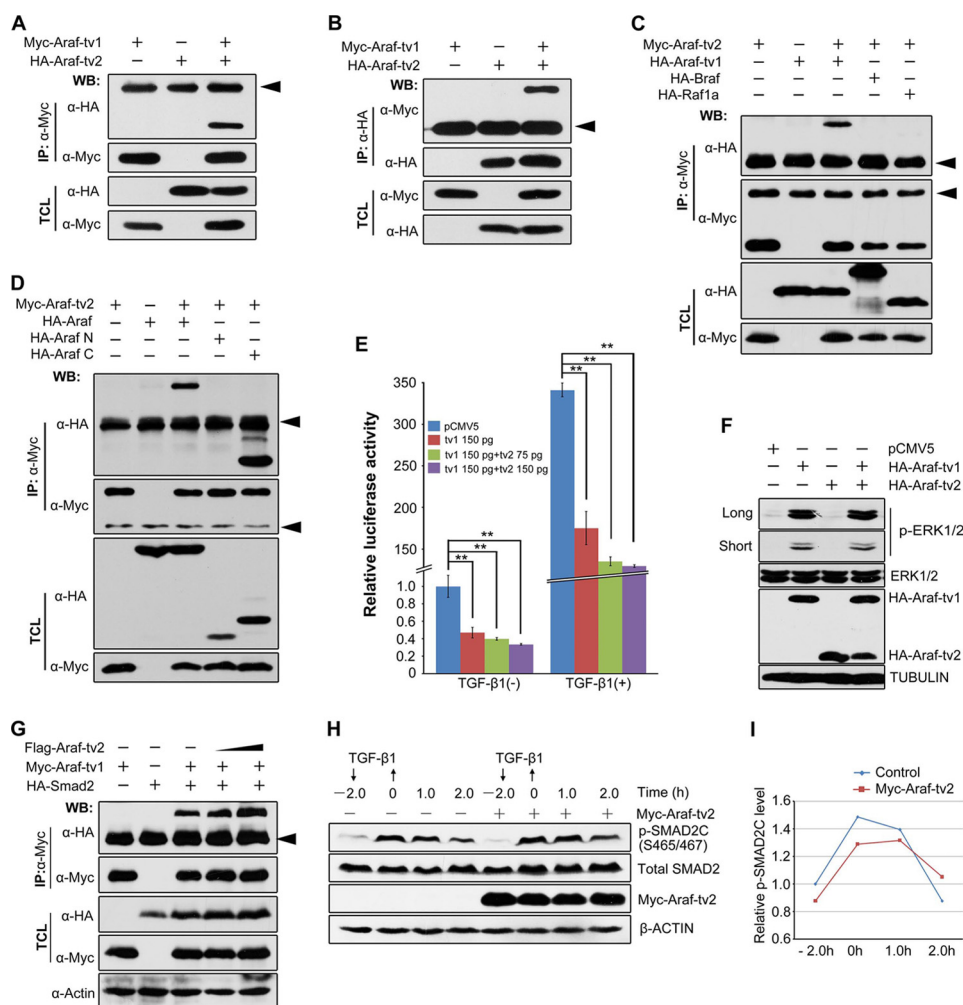 A
Myc-Araf-tv1 + – +
HA-Araf-tv2 – + +
WB:
IP: α-Myc
α-HA
α-Myc
TCL
α-HA
α-Myc
B
Myc-Araf-tv1 + – +
HA-Araf-tv2 – + +
WB:
IP: α-HA
α-Myc
α-HA
TCL
α-Myc
α-HA
C
Myc-Araf-tv2 + – + + +
HA-Araf-tv1 – + + – –
HA-Braf – – – + –
HA-Raf1a – – – – +
WB:
IP: α-Myc
α-HA
α-Myc
TCL
α-HA
α-Myc
D
Myc-Araf-tv2 + – + + +
HA-Araf – + + – –
HA-Araf N – – – + –
HA-Araf C – – – – +
WB:
IP: α-Myc
α-HA
α-Myc
TCL
α-HA
α-Myc
E
Relative luciferase activity
350
300
250
200
150
1.0
0.8
0.6
0.4
0.2
0
pCMV5
tv1 150 pg
tv1 150 pg+tv2 75 pg
tv1 150 pg+tv2 150 pg
**
**
**
**
**
**
TGF-β1(-)
TGF-β1(+)
F
+ – – – pCMV5
– + – + HA-Araf-tv1
– – + + HA-Araf-tv2
Long
Short
p-ERK1/2
ERK1/2
HA-Araf-tv1
HA-Araf-tv2
TUBULIN
G
Flag-Araf-tv2 – – –
Myc-Araf-tv1 + – + + +
HA-Smad2 – + + + +
WB:
IP:α-Myc
α-HA
α-Myc
TCL
α-HA
α-Myc
α-Actin
H
TGF-β1 TGF-β1
–2.0 0 1.0 2.0 –2.0 0 1.0 2.0 Time (h)
– – – – + + + + Myc-Araf-tv2
p-SMAD2C
(S465/467)
Total SMAD2
Myc-Araf-tv2
β-ACTIN
I
Control
Myc-Araf-tv2
Relative p-SMAD2C level
1.6
1.4
1.2
1.0
0.8
0.6
- 2.0h 0h 1.0h 2.0h